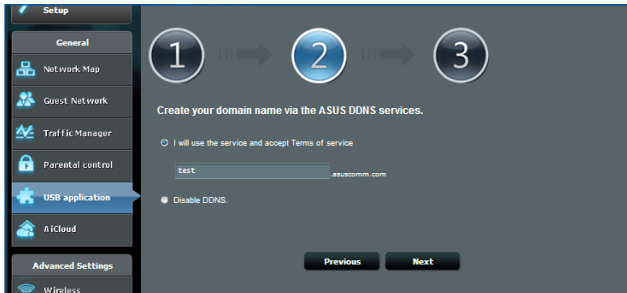 Setup
General
Network Map
Guest Network
Traffic Manager
Parental control
USB application
AiCloud
Advanced Settings
Wireless
1
2
3
Create your domain name via the ASUS DDNS services.
I will use the service and accept Terms of service
test .asuscomm.com
Disable DDNS.
Previous Next